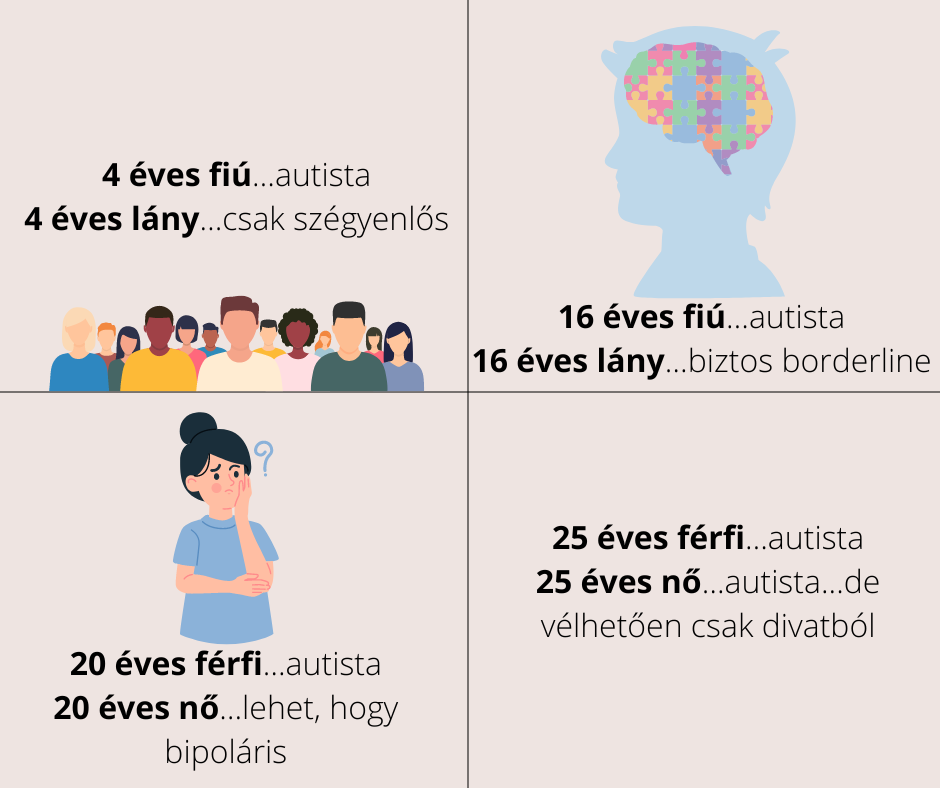 4 éves fiú...autista
4 éves lány...csak szégyenlős
16 éves fiú...autista
16 éves lány...biztos borderline
?
20 éves férfi...autista
20 éves nő...lehet, hogy
bipoláris
25 éves férfi...autista
25 éves nő...autista...de
vélhetően csak divatból